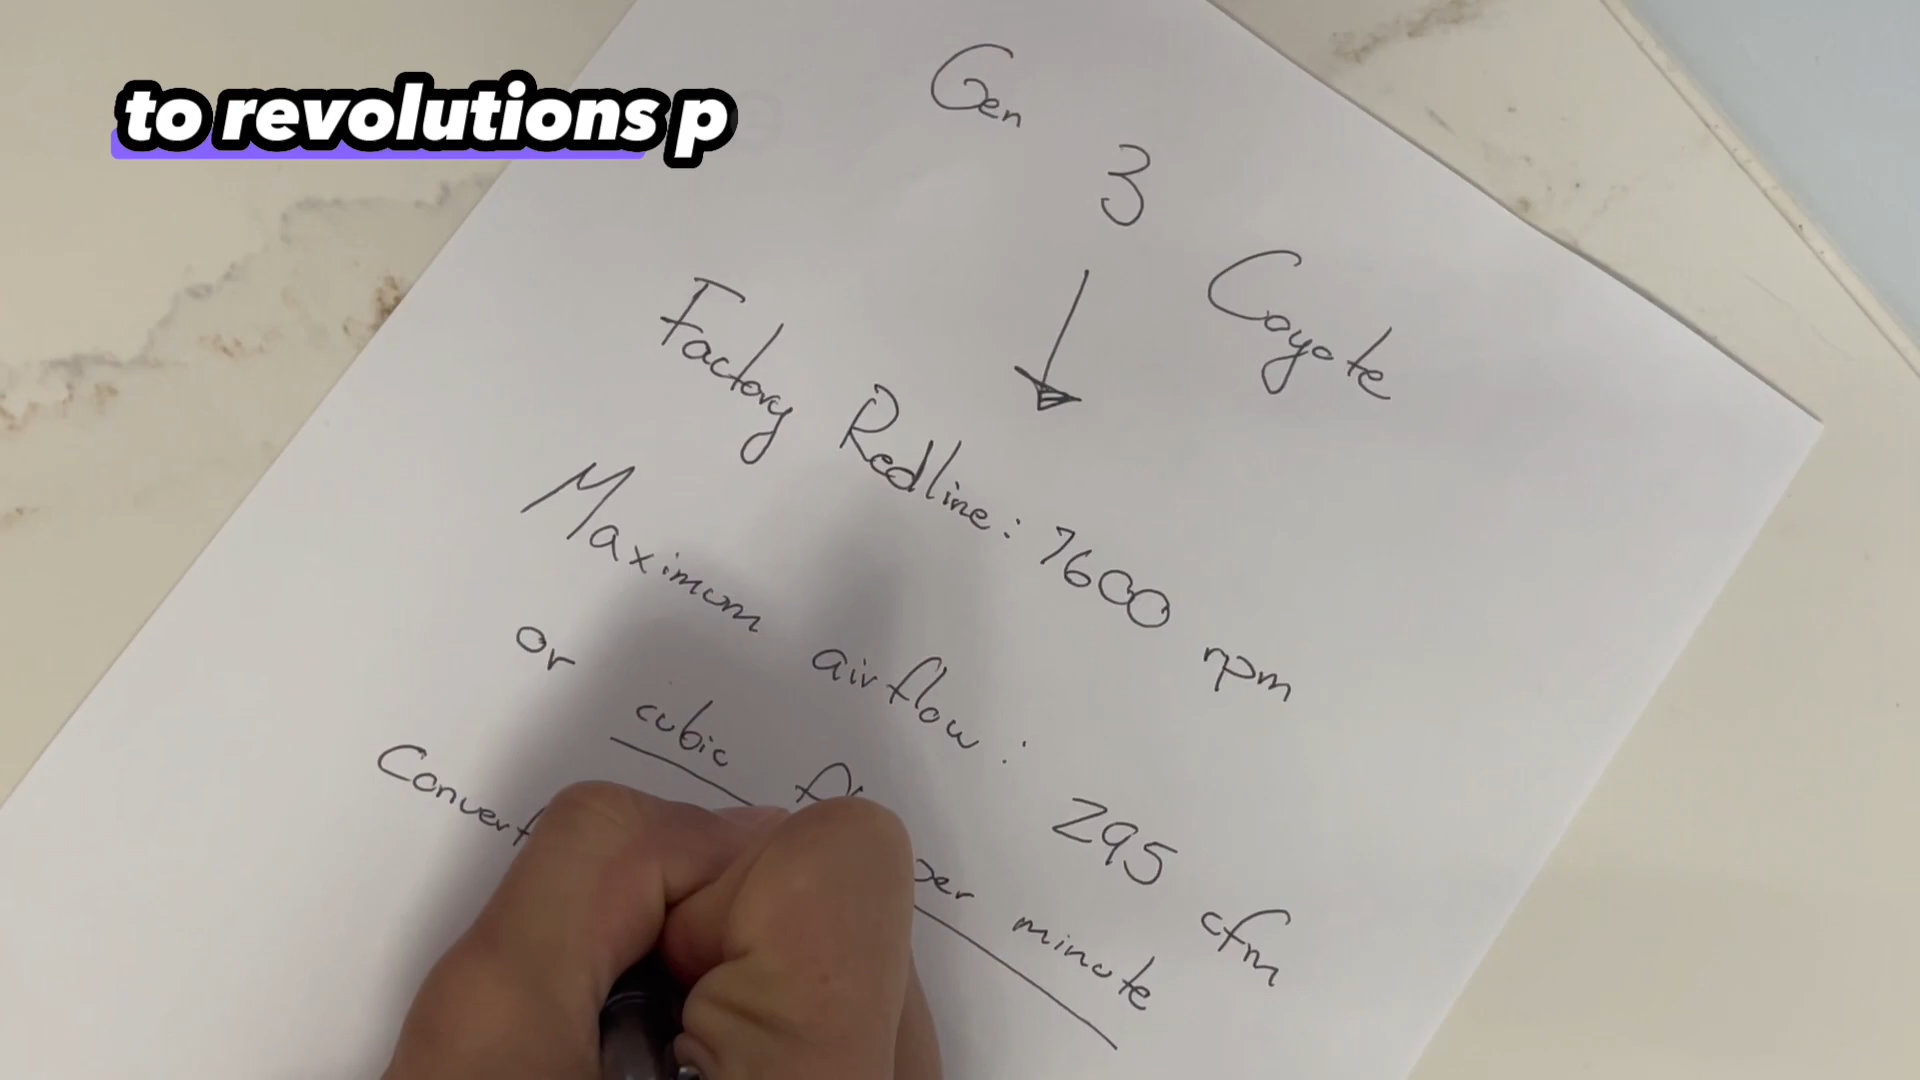 to revolutions p
Gen 3 Coyote
Factory Redline: 7600 rpm
Maximum airflow: 295 cfm
or cubic per minute
Convert